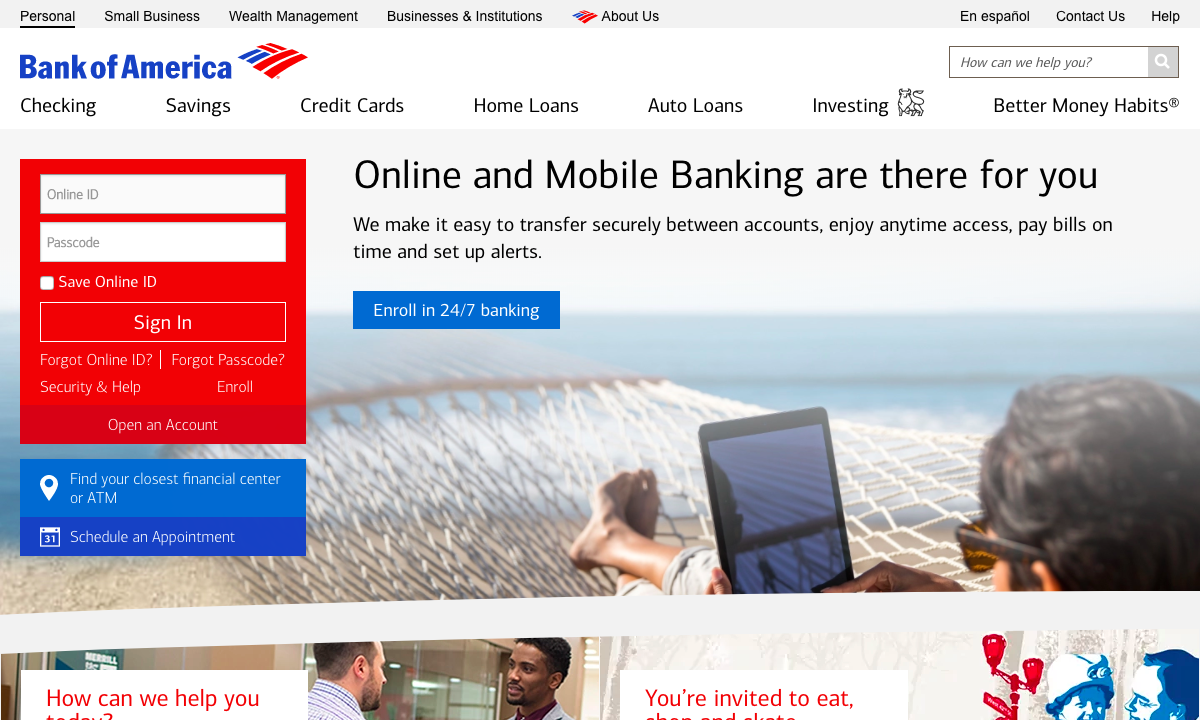 Personal
Small Business
Wealth Management
Businesses & Institutions
About Us
En español
Contact Us
Help
Bank of America
How can we help you?
Checking
Savings
Credit Cards
Home Loans
Auto Loans
Investing
Better Money Habits®
Online ID
Passcode
Save Online ID
Sign In
Forgot Online ID?
Forgot Passcode?
Security & Help
Enroll
Open an Account
Find your closest financial center
or ATM
31
Schedule an Appointment
Online and Mobile Banking are there for you
We make it easy to transfer securely between accounts, enjoy anytime access, pay bills on
time and set up alerts.
Enroll in 24/7 banking
MERRILL
How can we help you
today?
You're invited to eat,
shop and skate